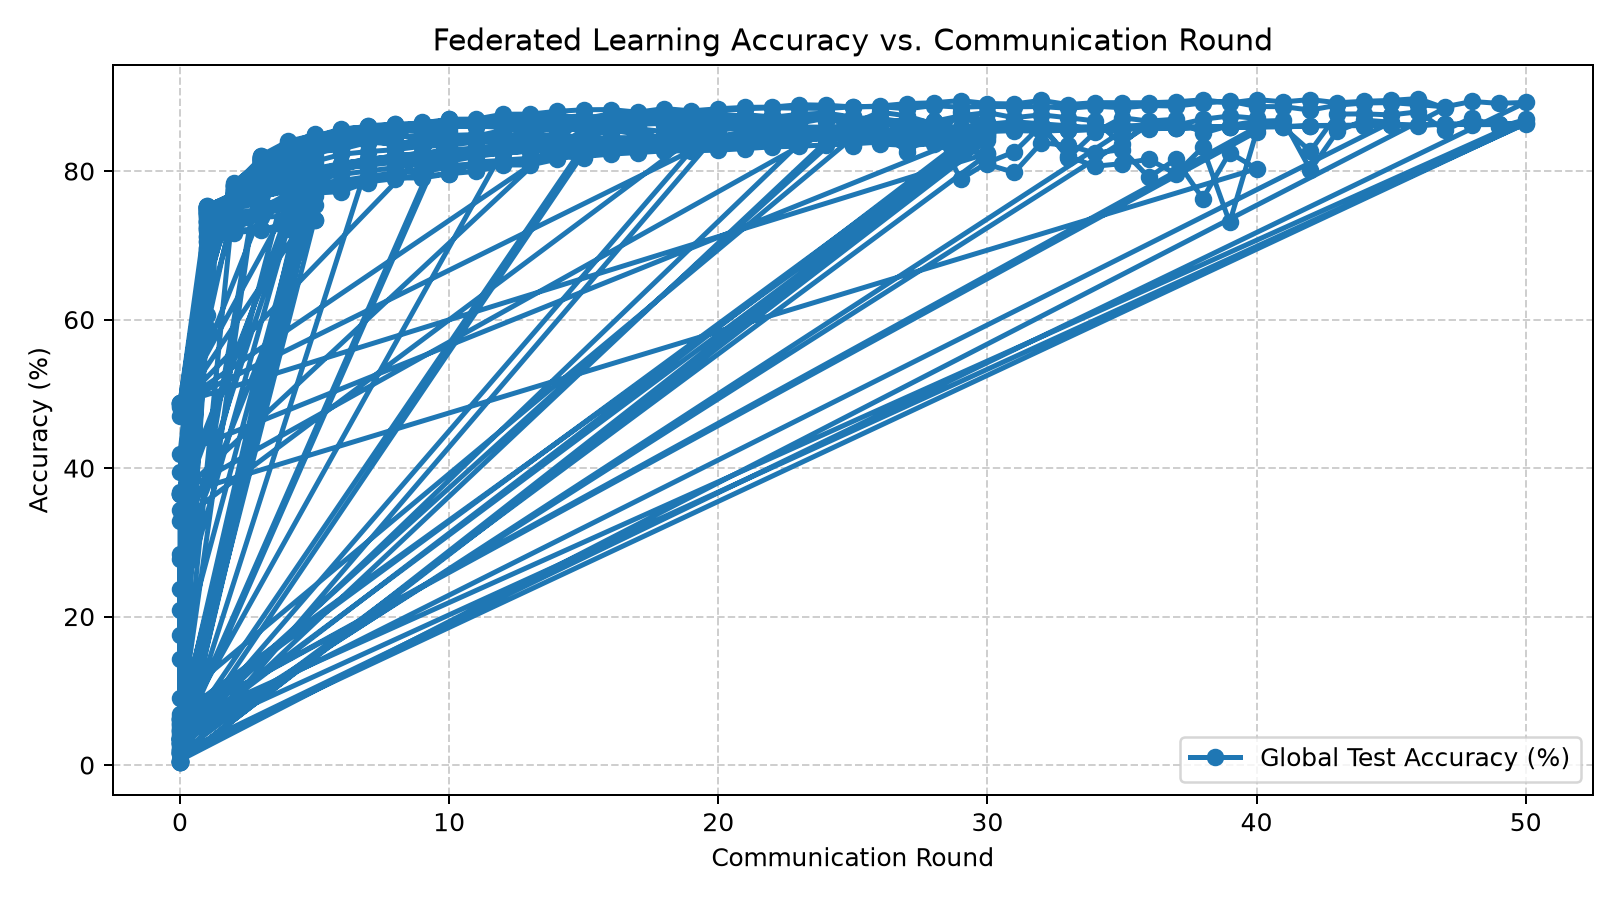 Federated Learning Accuracy vs. Communication Round
Accuracy (%)
80
60
40
20
0
Global Test Accuracy (%)
0 10 20 30 40 50
Communication Round